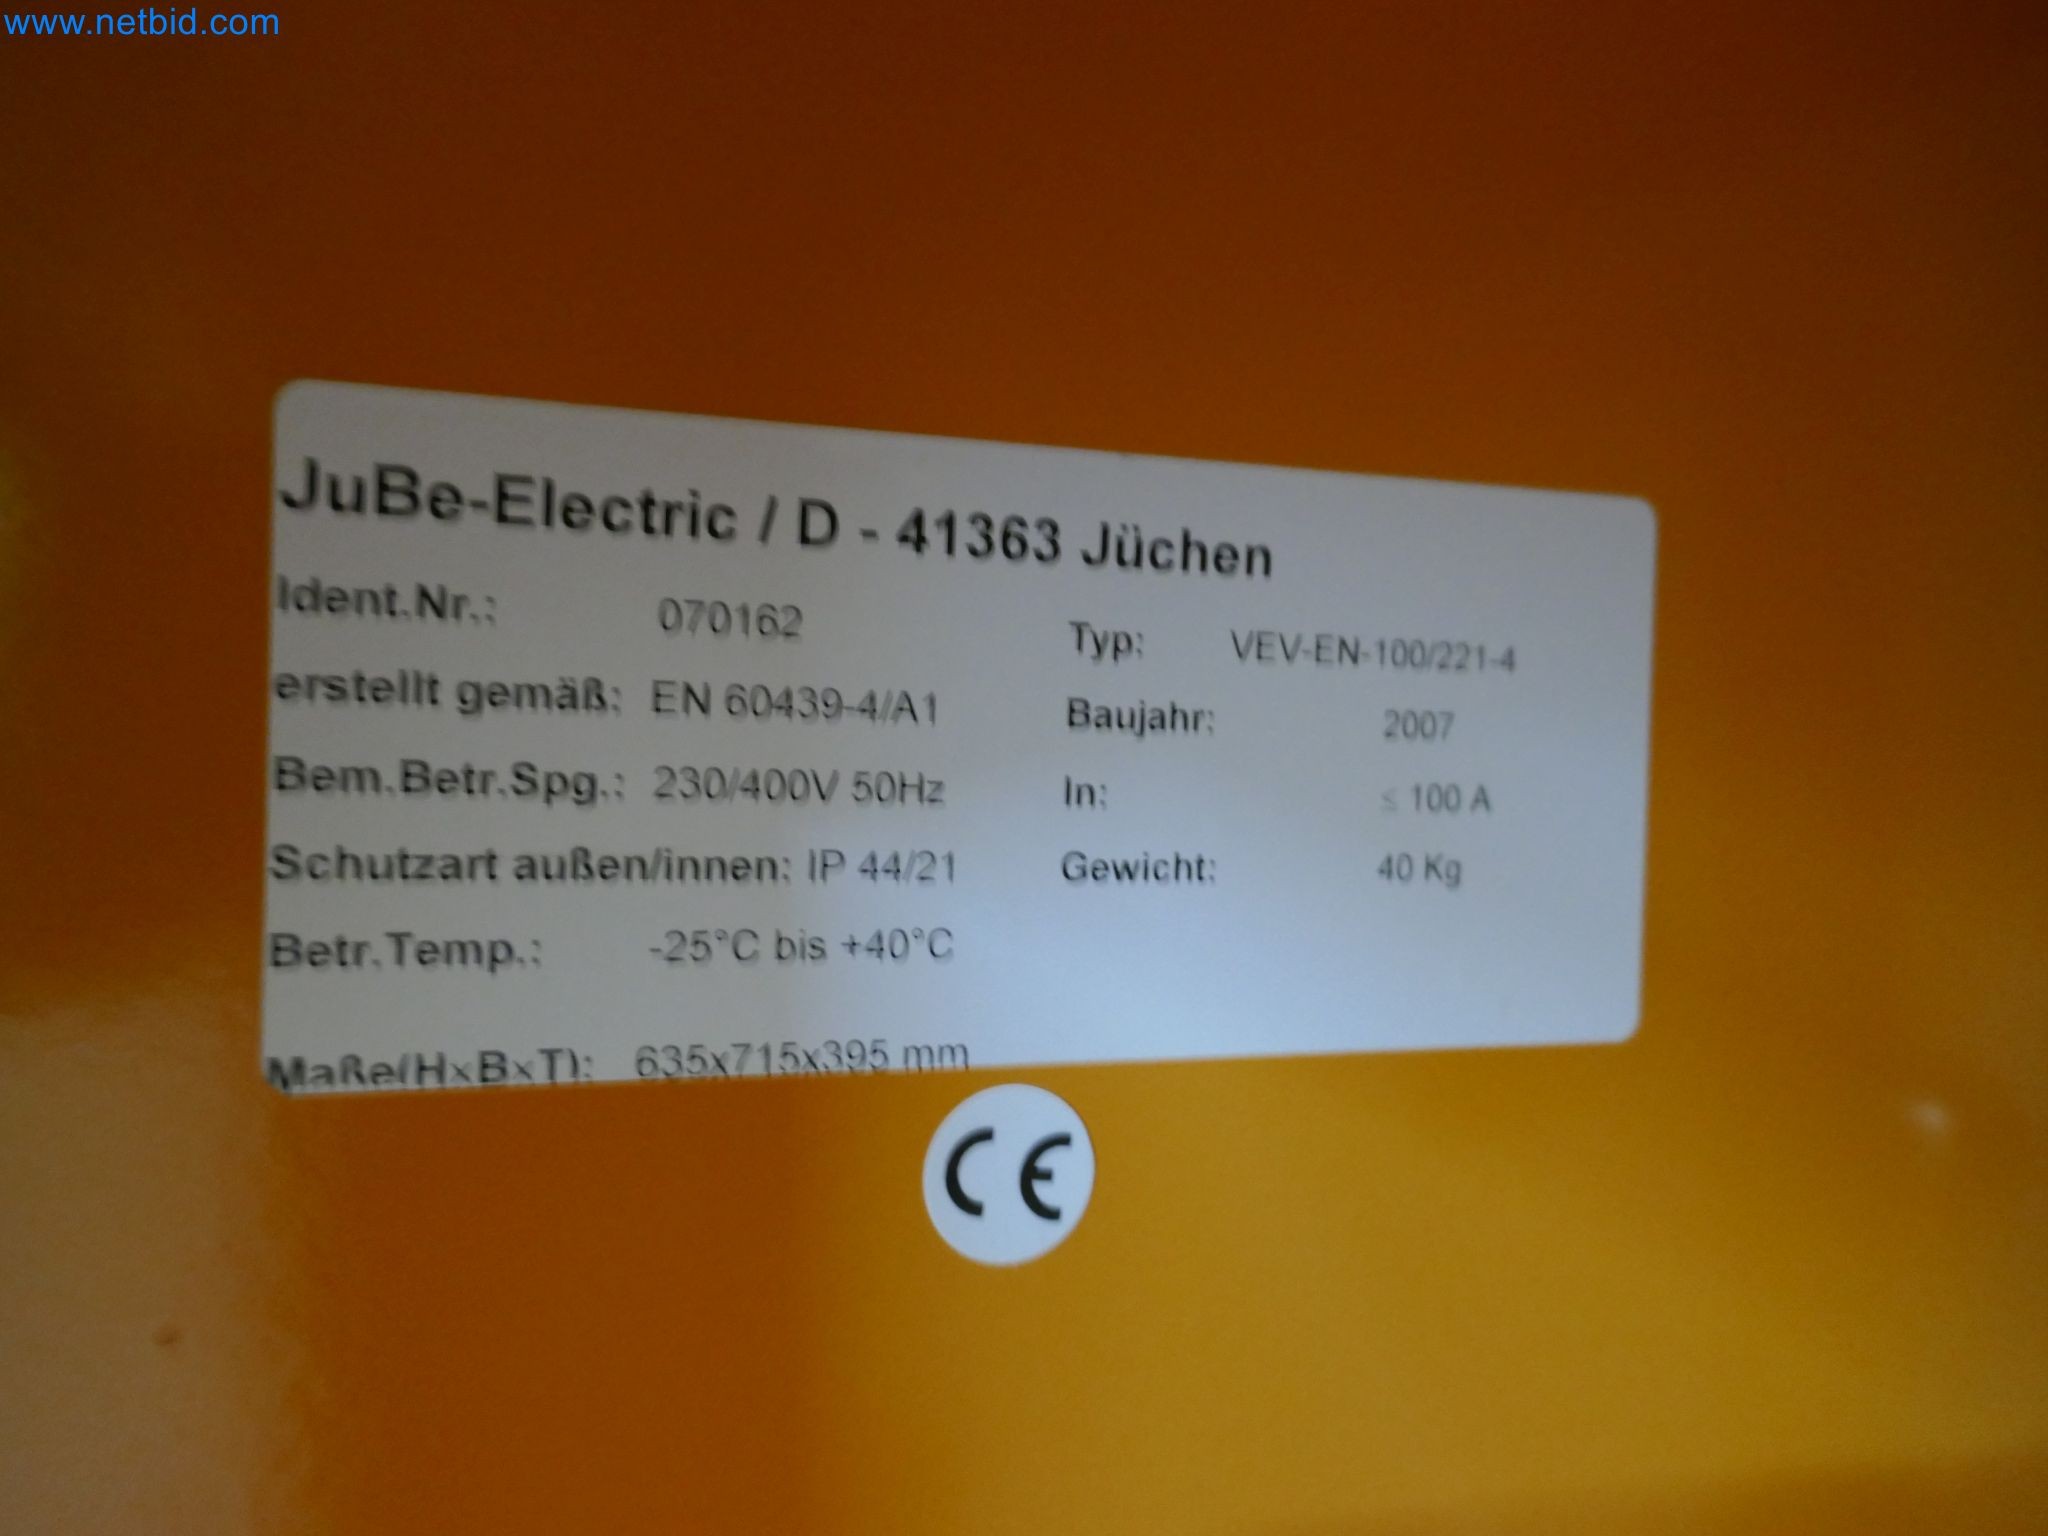 www.netbid.com
JuBe-Electric / D - 41363 Jüchen
Ident.Nr.: 070162 Typ: VEV-EN-100/221-4
erstellt gemäß: EN 60439-4/A1 Baujahr: 2007
Bem.Betr.Spg.: 230/400V 50Hz In: ≤ 100 A
Schutzart außen/innen: IP 44/21 Gewicht: 40 Kg
Betr.Temp.: -25°C bis +40°C
Maße(HxBxT): 635x715x395 mm
CE